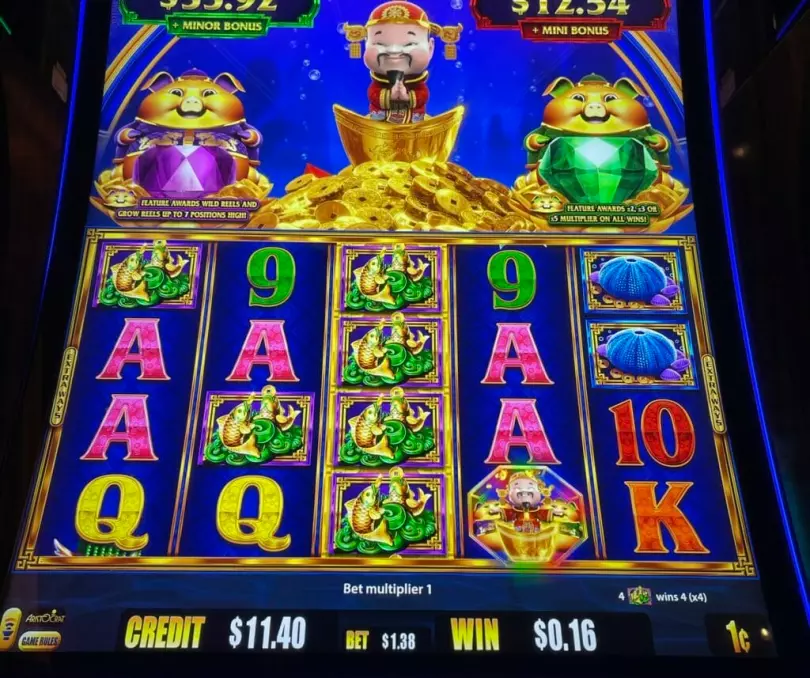 $33.92
$12.54
+ MINOR BONUS
+ MINI BONUS
FEATURE AWARDS WILD REELS AND
GROW REELS UP TO 7 POSITIONS HIGH!
FEATURE AWARDS x2, x3 OR
x5 MULTIPLIER ON ALL WINS!
9 9
A A A
A A 10
Q Q K
EXTRA WAYS
EXTRA WAYS
Bet multiplier 1
4 wins 4 (x4)
ARISTOCRAT
GAME RULES
CREDIT $11.40 BET $1.38 WIN $0.16 1¢